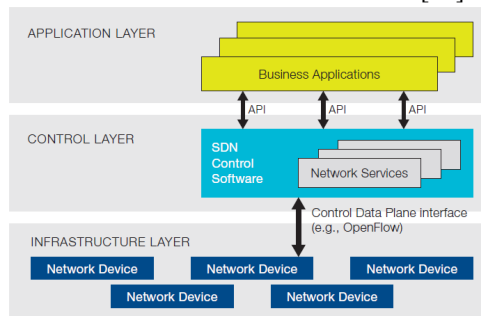 APPLICATION LAYER
Business Applications
API
API
API
CONTROL LAYER
SDN
Control
Software
Network Services
Control Data Plane interface
(e.g., OpenFlow)
INFRASTRUCTURE LAYER
Network Device
Network Device
Network Device
Network Device
Network Device